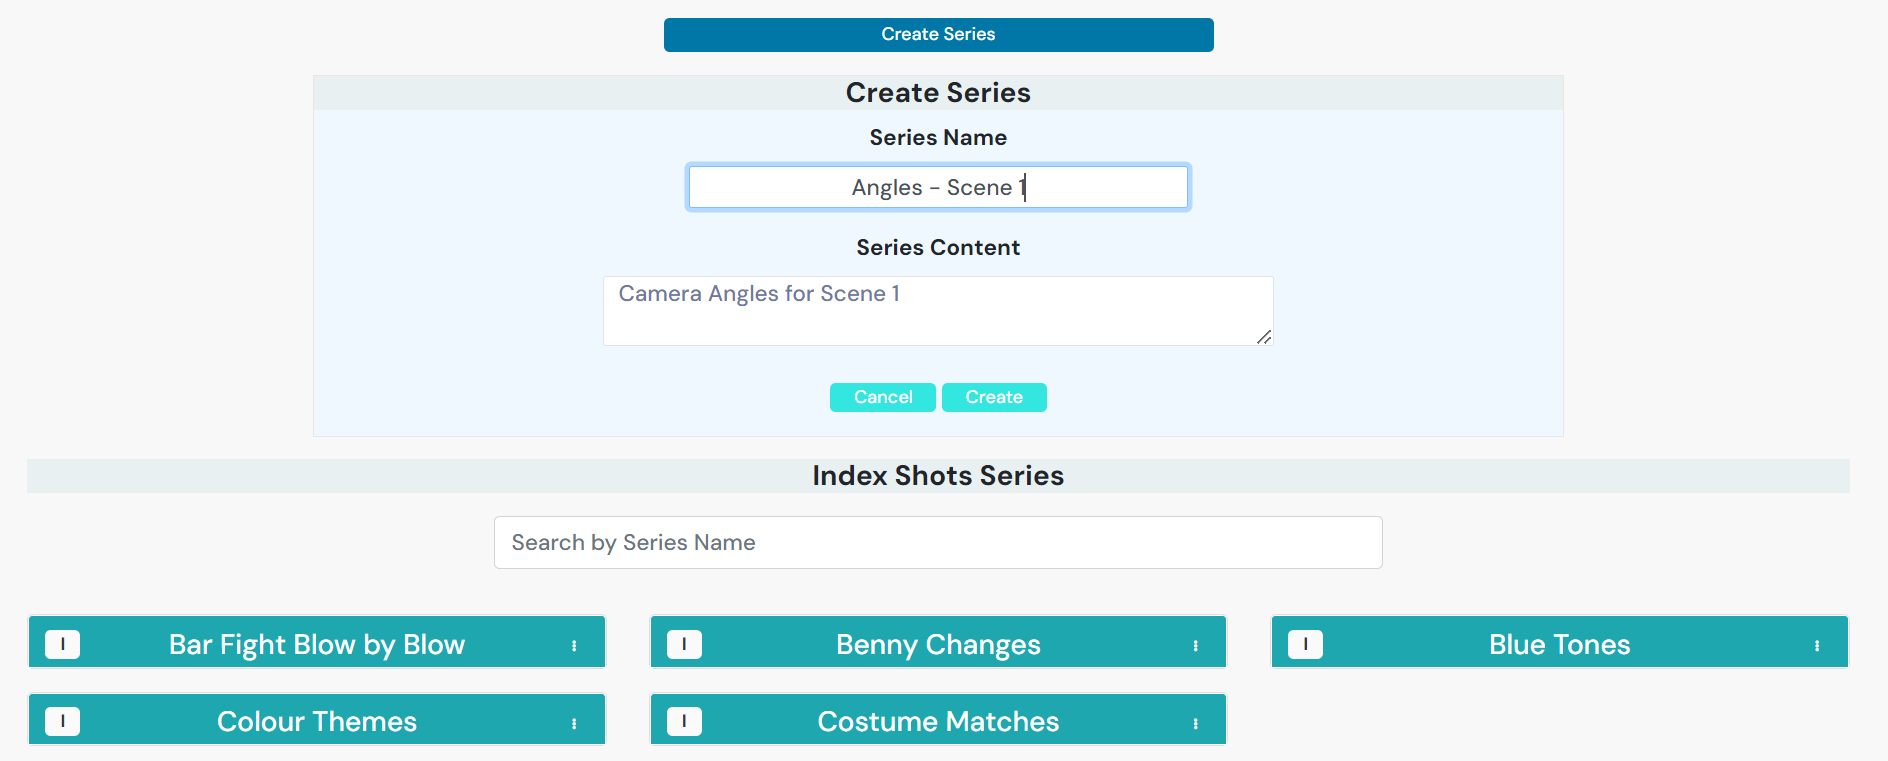 Create Series
Create Series
Series Name
Angles - Scene 1
Series Content
Camera Angles for Scene 1
Cancel Create
Index Shots Series
Search by Series Name
I Bar Fight Blow by Blow
I Benny Changes
I Blue Tones
I Colour Themes
I Costume Matches